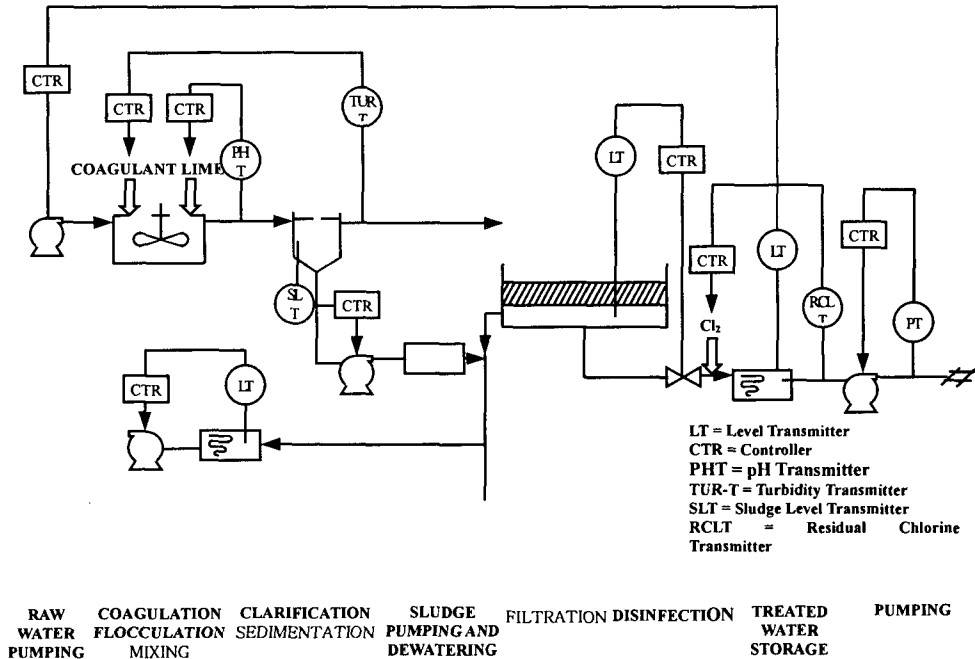 CTR
CTR
CTR
TUR
T
PH
T
COAGULANT LIME
LT
CTR
CTR
LT
CTR
SL
T
CTR
RCL
T
PT
Cl₂
CTR
LT
LT = Level Transmitter
CTR = Controller
PHT = pH Transmitter
TUR-T = Turbidity Transmitter
SLT = Sludge Level Transmitter
RCLT = Residual Chlorine
Transmitter
RAW
WATER
PUMPING
COAGULATION
FLOCCULATION
MIXING
CLARIFICATION
SEDIMENTATION
SLUDGE
PUMPING AND
DEWATERING
FILTRATION
DISINFECTION
TREATED
WATER
STORAGE
PUMPING